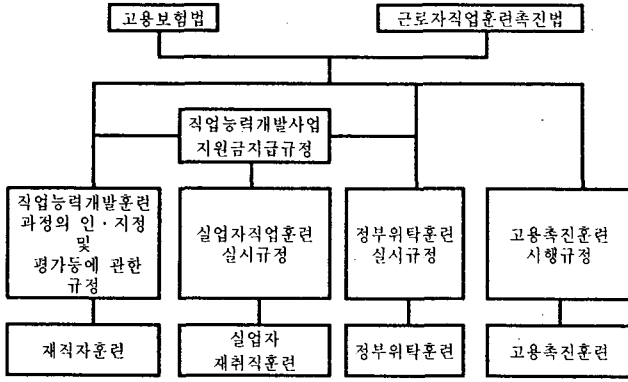 고용보험법
근로자직업훈련촉진법
직업능력개발사업
지원금지급규정
직업능력개발훈련
과정의 인·지정
및
평가등에 관한
규정
실업자직업훈련
실시규정
정부위탁훈련
실시규정
고용촉진훈련
시행규정
재직자훈련
실업자
재취직훈련
정부위탁훈련
고용촉진훈련